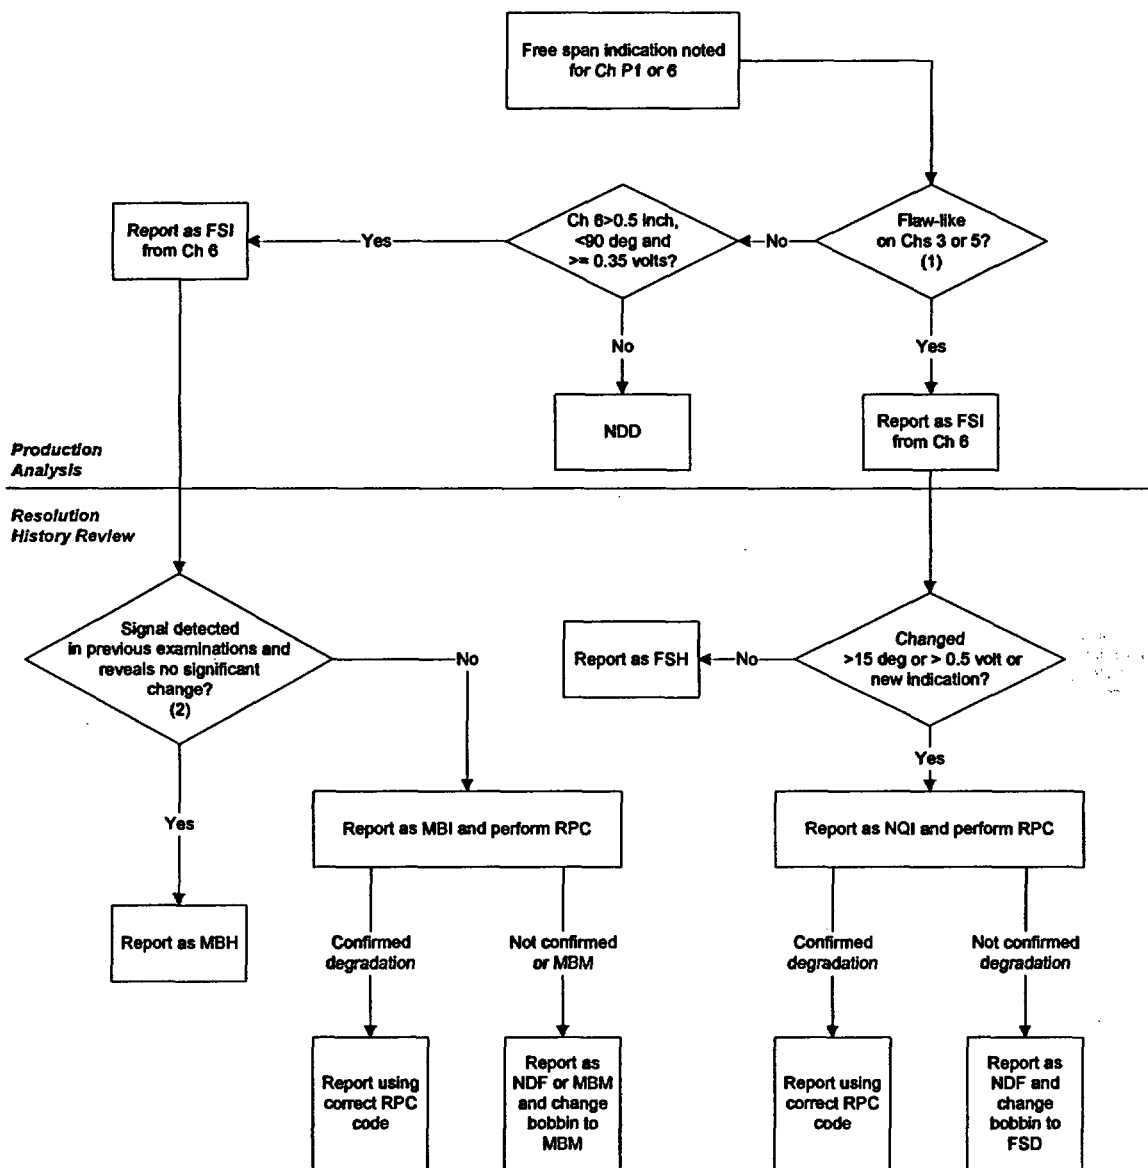 Free span indication noted
for Ch P1 or 6
Flaw-like
on Chs 3 or 5?
(1)
No
Ch 6>0.5 inch,
<90 deg and
>= 0.35 volts?
Yes
Report as FSI
from Ch 6
No
NDD
Yes
Report as FSI
from Ch 6
Production
Analysis
Resolution
History Review
Signal detected
in previous examinations and
reveals no significant
change?
(2)
No
Yes
Report as MBH
Report as MBI and perform RPC
Confirmed
degradation
Not confirmed
or MBM
Report using
correct RPC
code
Report as
NDF or MBM
and change
bobbin to
MBM
Changed
>15 deg or > 0.5 volt or
new indication?
No
Report as FSH
Yes
Report as NQI and perform RPC
Confirmed
degradation
Not confirmed
degradation
Report using
correct RPC
code
Report as
NDF and
change
bobbin to
FSD